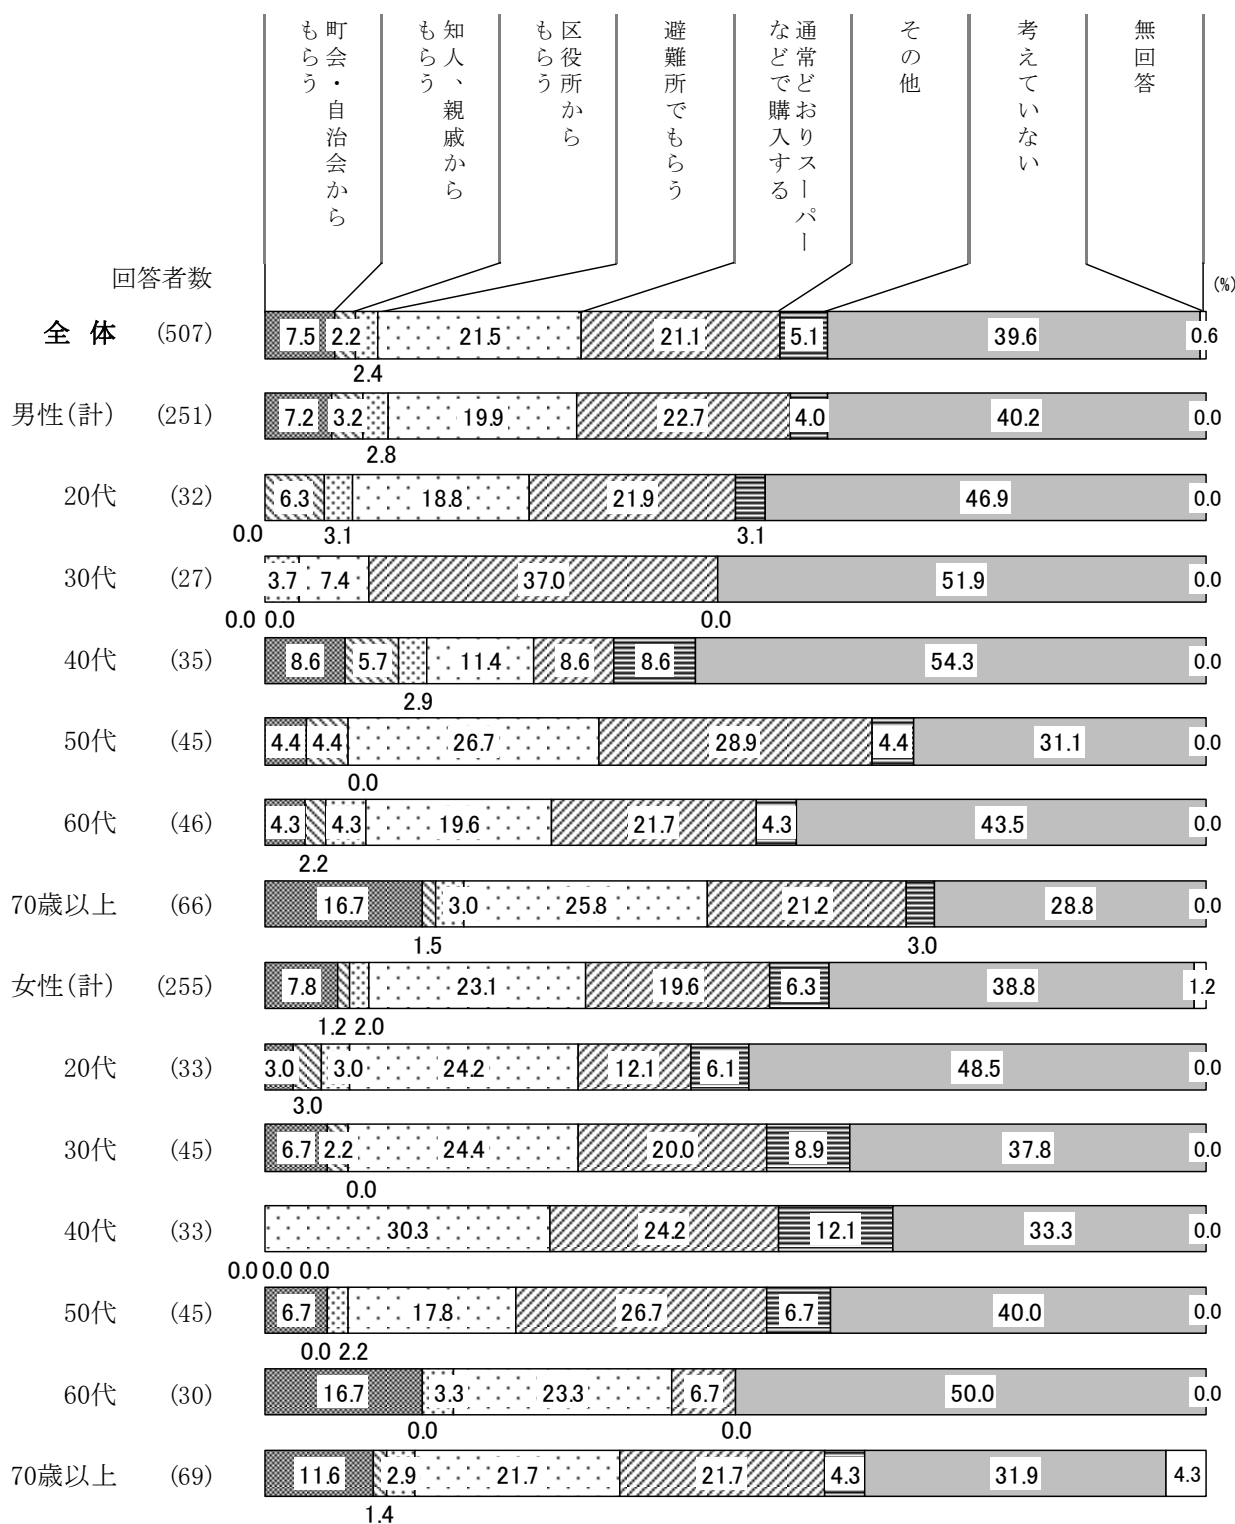 町会・自治会から
もらう
知人、親戚から
もらう
区役所から
もらう
避難所でもらう
通常どおりスーパー
などで購入する
その他
考えていない
無回答
回答者数
(%)
全 体 (507) 7.5 2.2 21.5 21.1 5.1 39.6 0.6
2.4
男性(計) (251) 7.2 3.2 19.9 22.7 4.0 40.2 0.0
2.8
20代 (32) 6.3 18.8 21.9 46.9 0.0
0.0 3.1 3.1
30代 (27) 3.7 7.4 37.0 51.9 0.0
0.0 0.0 0.0
40代 (35) 8.6 5.7 11.4 8.6 8.6 54.3 0.0
2.9
50代 (45) 4.4 4.4 26.7 28.9 4.4 31.1 0.0
0.0
60代 (46) 4.3 4.3 19.6 21.7 4.3 43.5 0.0
2.2
70歳以上 (66) 16.7 3.0 25.8 21.2 28.8 0.0
1.5 3.0
女性(計) (255) 7.8 23.1 19.6 6.3 38.8 1.2
1.2 2.0
20代 (33) 3.0 3.0 24.2 12.1 6.1 48.5 0.0
3.0
30代 (45) 6.7 2.2 24.4 20.0 8.9 37.8 0.0
0.0
40代 (33) 30.3 24.2 12.1 33.3 0.0
0.0 0.0 0.0
50代 (45) 6.7 17.8 26.7 6.7 40.0 0.0
0.0 2.2
60代 (30) 16.7 3.3 23.3 6.7 50.0 0.0
0.0 0.0
70歳以上 (69) 11.6 2.9 21.7 21.7 4.3 31.9 4.3
1.4